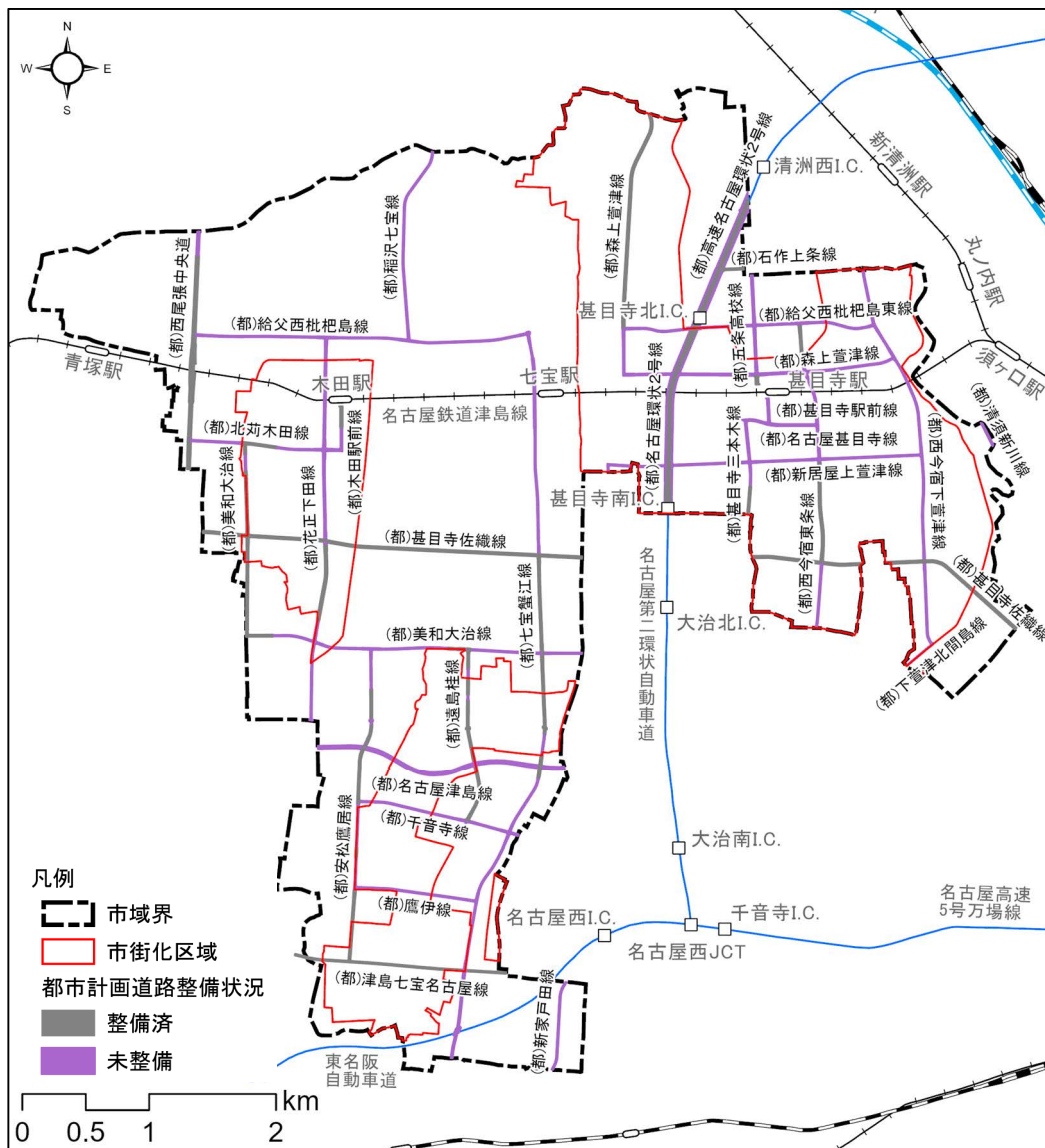 N
W
E
S
新清洲駅
清洲西I.C.
(都)高速名古屋環状2号線
丸ノ内駅
(都)森上萱津線
(都)稲沢七宝線
(都)石作上条線
(都)西尾張中央道
甚目寺北I.C.
(都)五条高校線
(都)給父西枇杷島東線
(都)給父西枇杷島線
(都)森上萱津線
須ヶ口駅
青塚駅
木田駅
七宝駅
甚目寺駅
名古屋鉄道津島線
(都)名古屋環状2号線
(都)甚目寺駅前線
(都)清須新川線
(都)北苅木田線
(都)木田駅前線
(都)名古屋甚目寺線
(都)西今宿下萱津線
(都)甚目寺三本木線
(都)新居屋上萱津線
(都)美和大治線
(都)花正下田線
甚目寺南I.C.
(都)西今宿東条線
(都)甚目寺佐織線
(都)甚目寺佐織線
名古屋第二環状自動車道
大治北I.C.
(都)七宝蟹江線
(都)美和大治線
(都)下萱津北間島線
(都)遠島桂線
(都)名古屋津島線
(都)千音寺線
(都)安松鷹居線
大治南I.C.
(都)鷹伊線
名古屋西I.C.
千音寺I.C.
名古屋高速
5号万場線
名古屋西JCT
(都)津島七宝名古屋線
(都)新家戸田線
東名阪
自動車道
凡例
市域界
市街化区域
都市計画道路整備状況
整備済
未整備
km
0 0.5 1 2